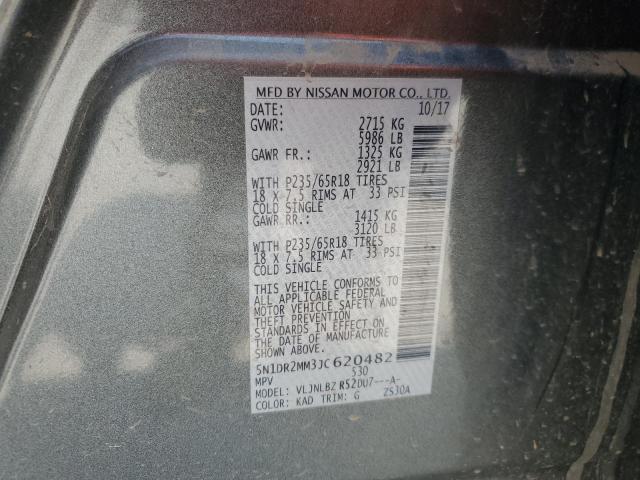 MFD BY NISSAN MOTOR CO., LTD.
DATE: 10/17
GVWR: 2715 KG
5986 LB
GAWR FR.: 1325 KG
2921 LB
WITH P235/65R18 TIRES
18 X 7.5 RIMS AT 33 PSI
COLD SINGLE
GAWR RR.: 1415 KG
3120 LB
WITH P235/65R18 TIRES
18 X 7.5 RIMS AT 33 PSI
COLD SINGLE
THIS VEHICLE CONFORMS TO
ALL APPLICABLE FEDERAL
MOTOR VEHICLE SAFETY AND
THEFT PREVENTION
STANDARDS IN EFFECT ON
THE DATE OF MANUFACTURE
SHOWN ABOVE.
5N1DR2MM3JC620482
MPV 530
MODEL: VLJNLBZ R52DU7---A-
COLOR: KAD TRIM: G ZS30A